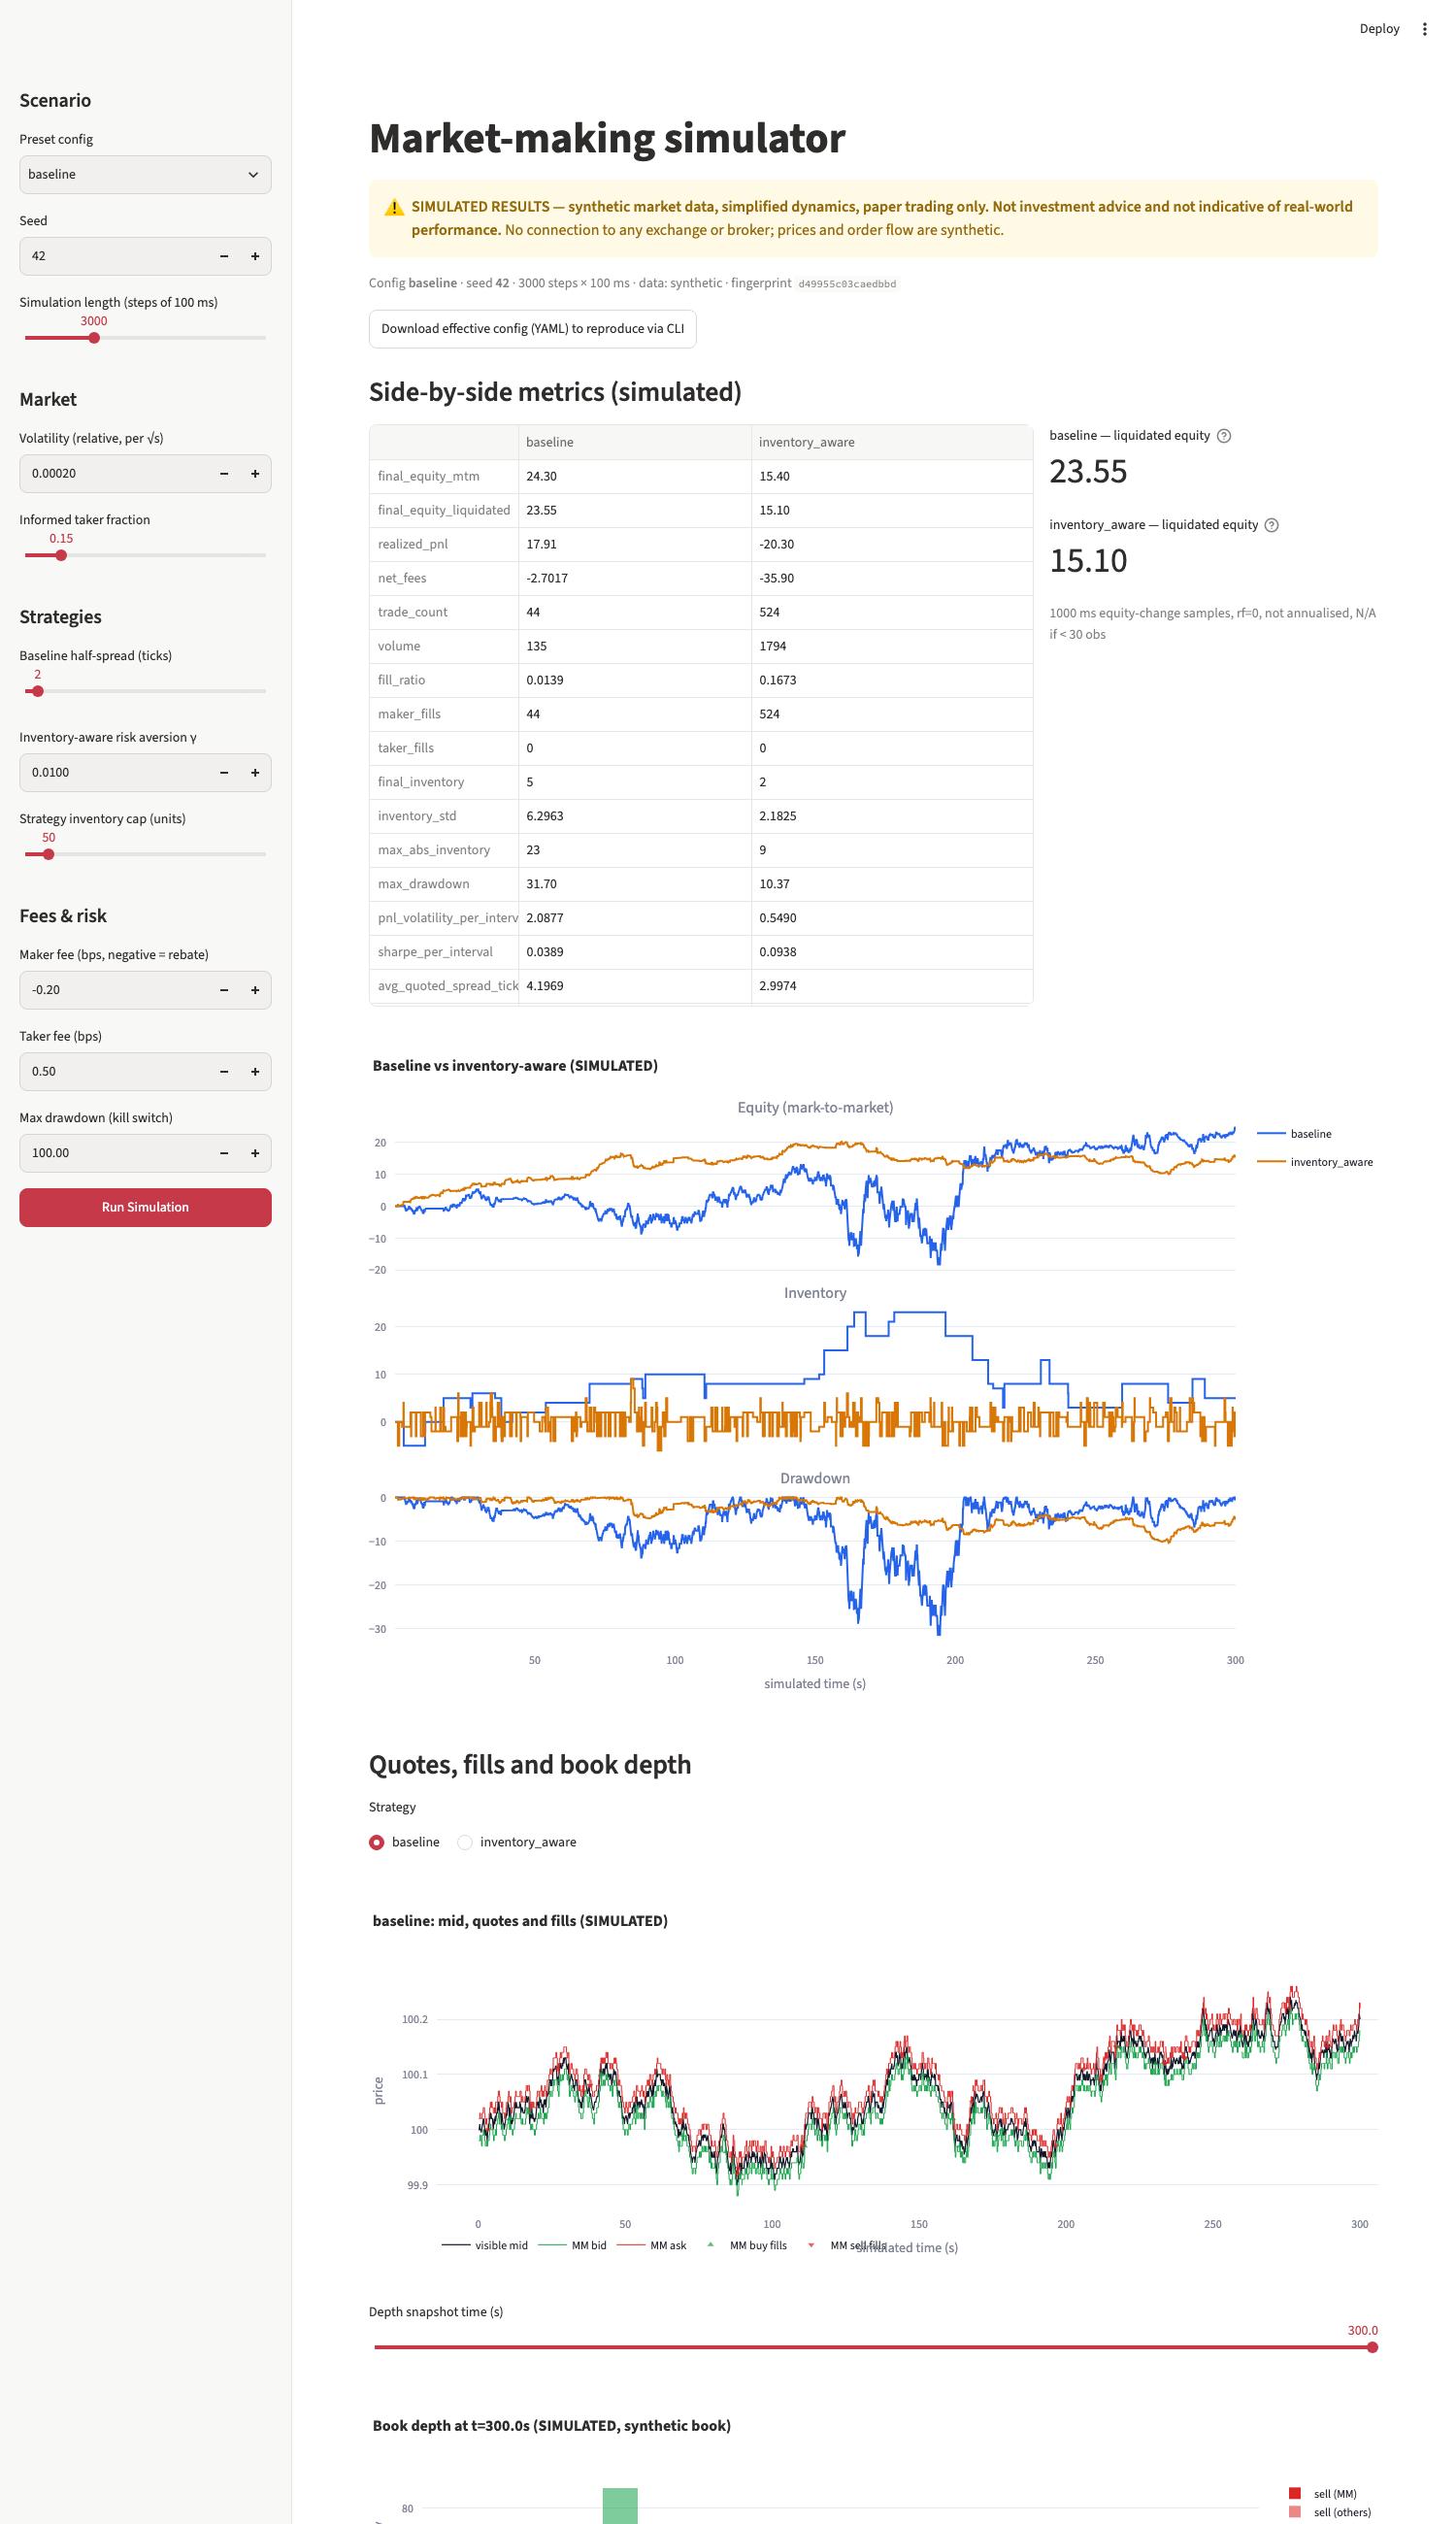 Deploy
Scenario
Preset config
baseline
Seed
42
Simulation length (steps of 100 ms)
3000
Market
Volatility (relative, per √s)
0.00020
Informed taker fraction
0.15
Strategies
Baseline half-spread (ticks)
2
Inventory-aware risk aversion γ
0.0100
Strategy inventory cap (units)
50
Fees & risk
Maker fee (bps, negative = rebate)
-0.20
Taker fee (bps)
0.50
Max drawdown (kill switch)
100.00
Run Simulation
Market-making simulator
SIMULATED RESULTS — synthetic market data, simplified dynamics, paper trading only. Not investment advice and not indicative of real-world
performance. No connection to any exchange or broker; prices and order flow are synthetic.
Config baseline · seed 42 · 3000 steps × 100 ms · data: synthetic · fingerprint d49955c03caedbbd
Download effective config (YAML) to reproduce via CLI
Side-by-side metrics (simulated)
baseline inventory_aware
final_equity_mtm 24.30 15.40
final_equity_liquidated 23.55 15.10
realized_pnl 17.91 -20.30
net_fees -2.7017 -35.90
trade_count 44 524
volume 135 1794
fill_ratio 0.0139 0.1673
maker_fills 44 524
taker_fills 0 0
final_inventory 5 2
inventory_std 6.2963 2.1825
max_abs_inventory 23 9
max_drawdown 31.70 10.37
pnl_volatility_per_interv 2.0877 0.5490
sharpe_per_interval 0.0389 0.0938
avg_quoted_spread_tick 4.1969 2.9974
baseline — liquidated equity
23.55
inventory_aware — liquidated equity
15.10
1000 ms equity-change samples, rf=0, not annualised, N/A
if < 30 obs
Baseline vs inventory-aware (SIMULATED)
Equity (mark-to-market)
20
10
0
−10
−20
baseline
inventory_aware
Inventory
20
10
0
Drawdown
0
−10
−20
−30
50 100 150 200 250 300
simulated time (s)
Quotes, fills and book depth
Strategy
baseline inventory_aware
baseline: mid, quotes and fills (SIMULATED)
price
100.2
100.1
100
99.9
0 50 100 150 200 250 300
visible mid MM bid MM ask MM buy fills MM sell fills
simulated time (s)
Depth snapshot time (s)
300.0
Book depth at t=300.0s (SIMULATED, synthetic book)
80
sell (MM)
sell (others)